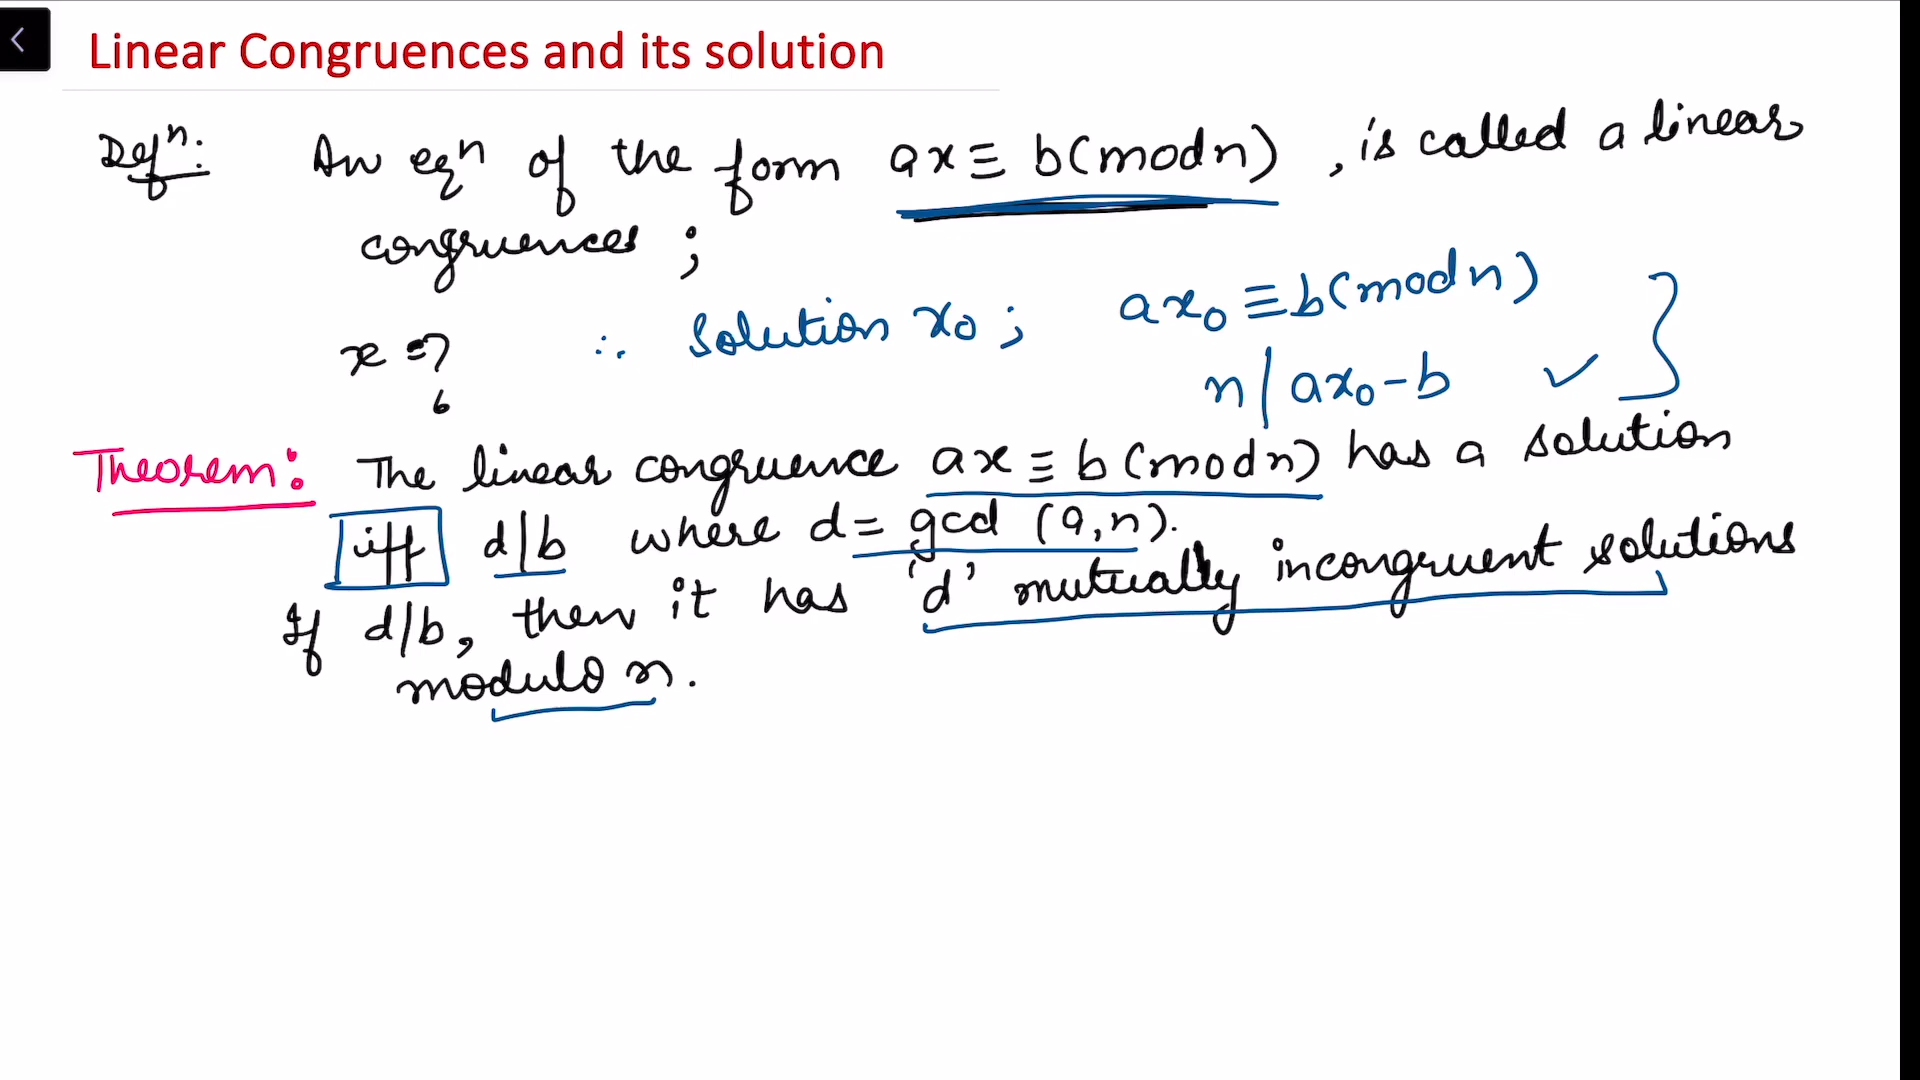 Linear Congruences and its solution
Defⁿ: An eqⁿ of the form ax ≡ b(mod n) , is called a linear
congruences ;
∴ Solution x₀ ; ax₀ ≡ b(mod n)
x = ?
n | ax₀ - b ✓
Theorem: The linear congruence ax ≡ b (mod n) has a solution
iff d|b where d = gcd (a, n).
If d/b, then it has 'd' mutually incongruent solutions
modulo n.